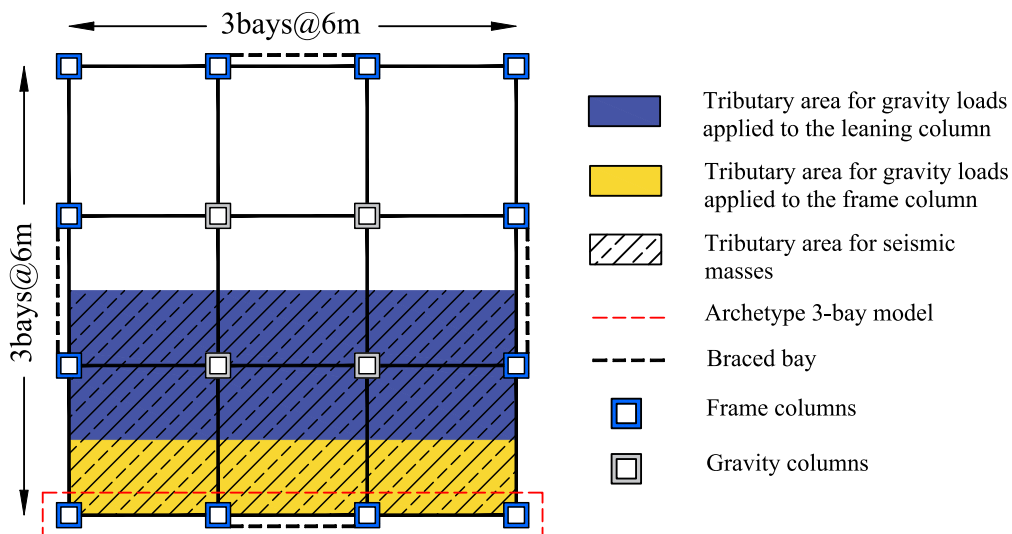 3bays@6m
3bays@6m
Tributary area for gravity loads
applied to the leaning column
Tributary area for gravity loads
applied to the frame column
Tributary area for seismic
masses
Archetype 3-bay model
Braced bay
Frame columns
Gravity columns